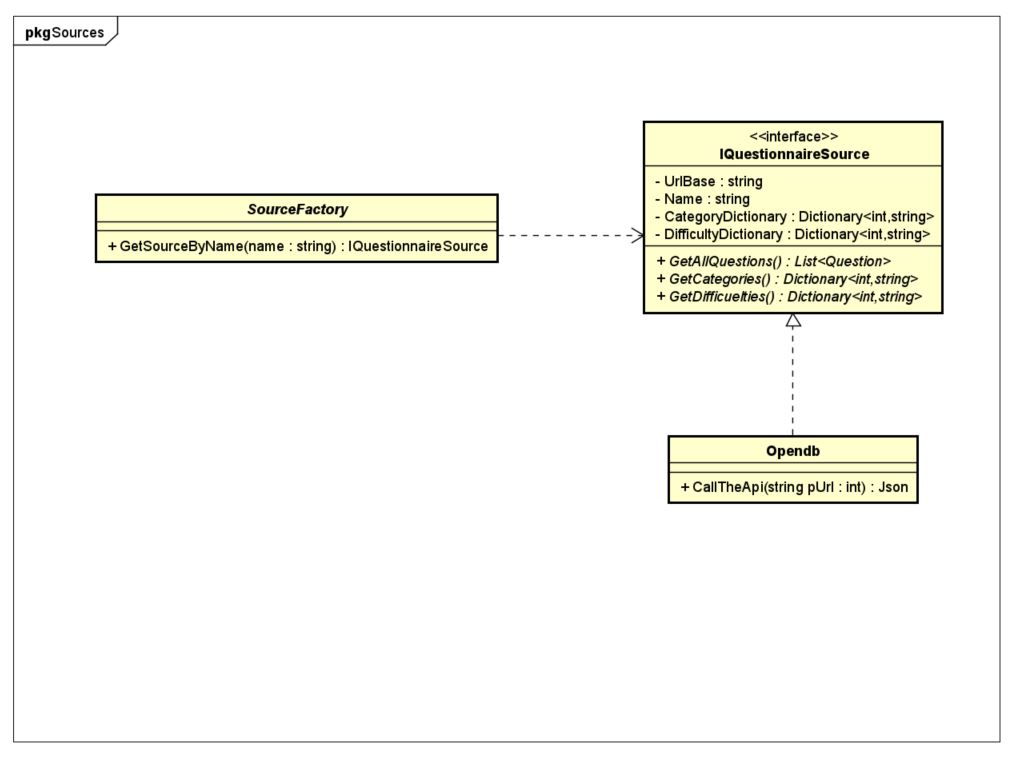 pkgSources
<<interface>>
IQuestionnaireSource
- UrlBase : string
- Name : string
- CategoryDictionary : Dictionary<int,string>
- DifficultyDictionary : Dictionary<int,string>
+ GetAllQuestions() : List<Question>
+ GetCategories() : Dictionary<int,string>
+ GetDifficuelties() : Dictionary<int,string>
SourceFactory
+ GetSourceByName(name : string) : IQuestionnaireSource
Opendb
+ CallTheApi(string pUrl : int) : Json